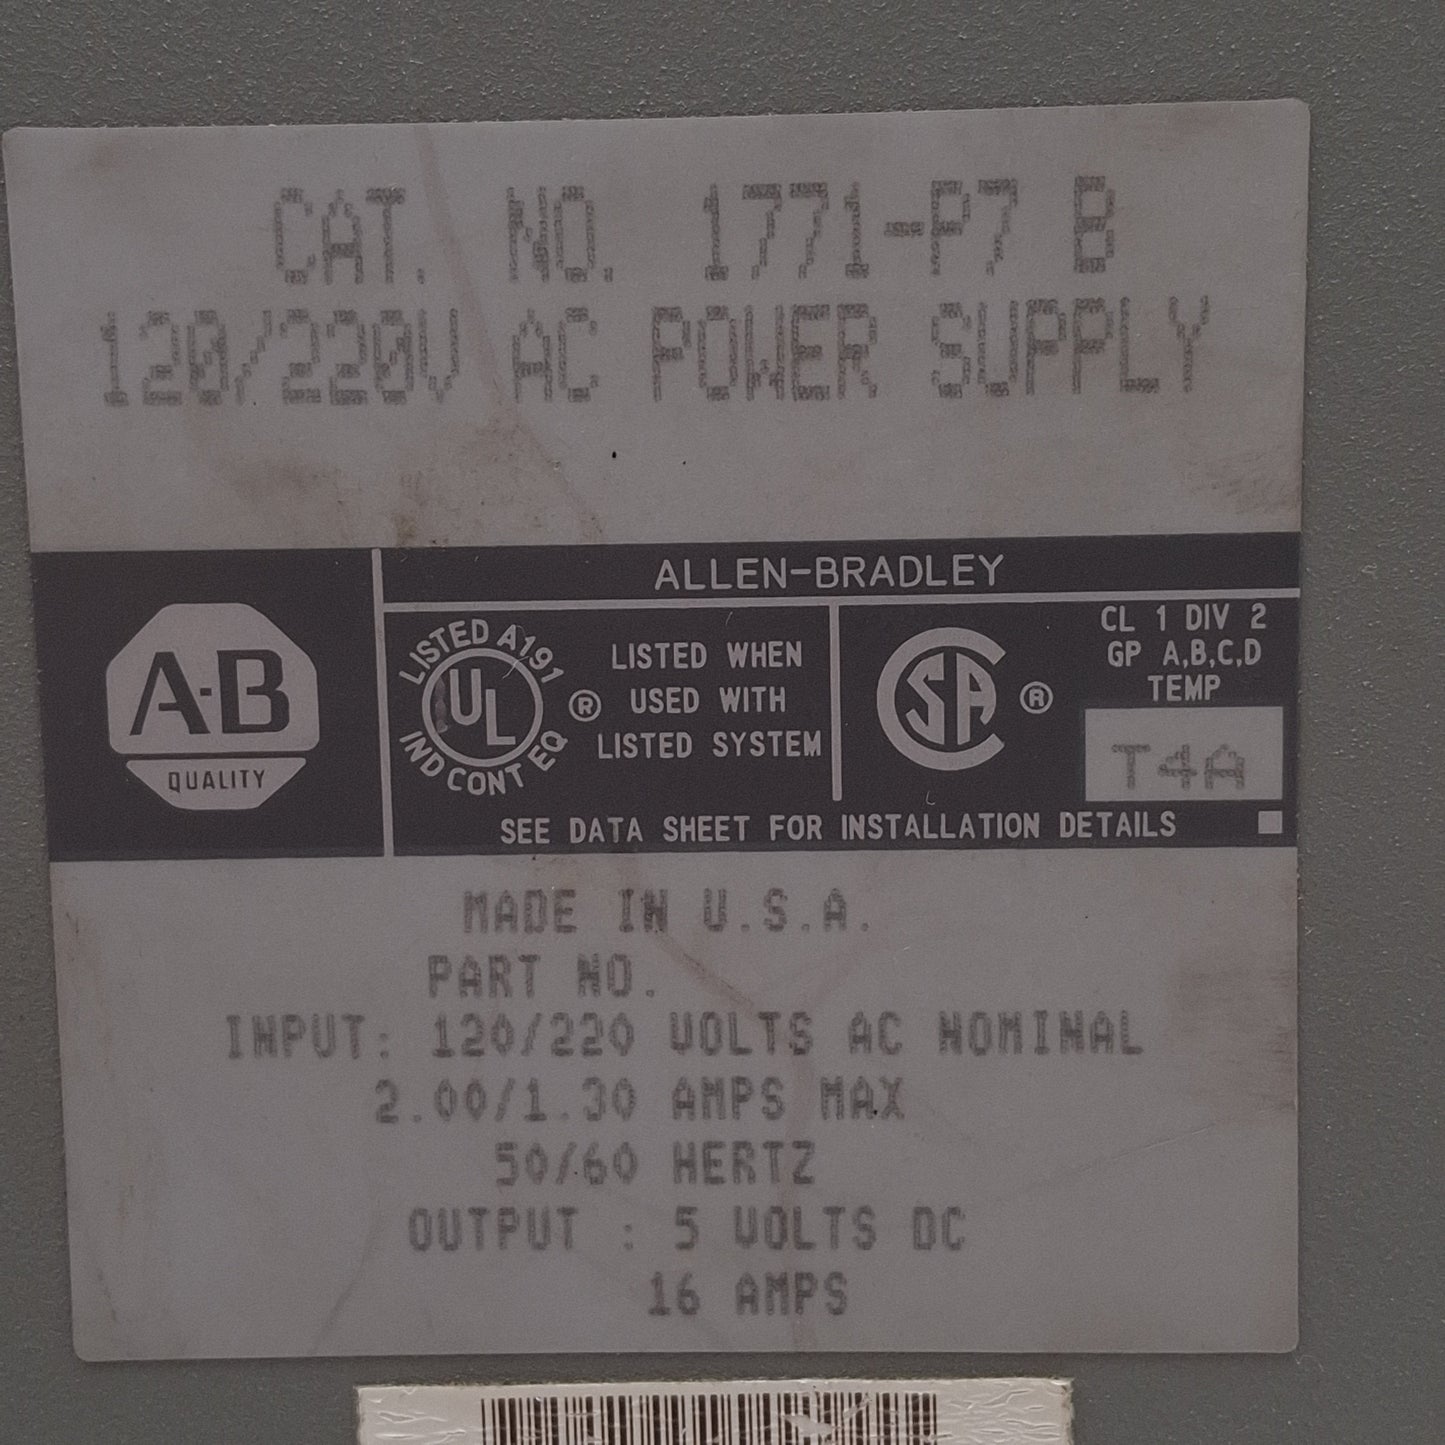 CAT. NO. 1771-P7 B
120/220V AC POWER SUPPLY
ALLEN-BRADLEY
A-B
QUALITY
LISTED A191
UL ®
IND CONT EQ
LISTED WHEN
USED WITH
LISTED SYSTEM
SA ®
CL 1 DIV 2
GP A,B,C,D
TEMP
T4A
SEE DATA SHEET FOR INSTALLATION DETAILS
MADE IN U.S.A.
PART NO.
INPUT: 120/220 VOLTS AC NOMINAL
2.00/1.30 AMPS MAX
50/60 HERTZ
OUTPUT : 5 VOLTS DC
16 AMPS